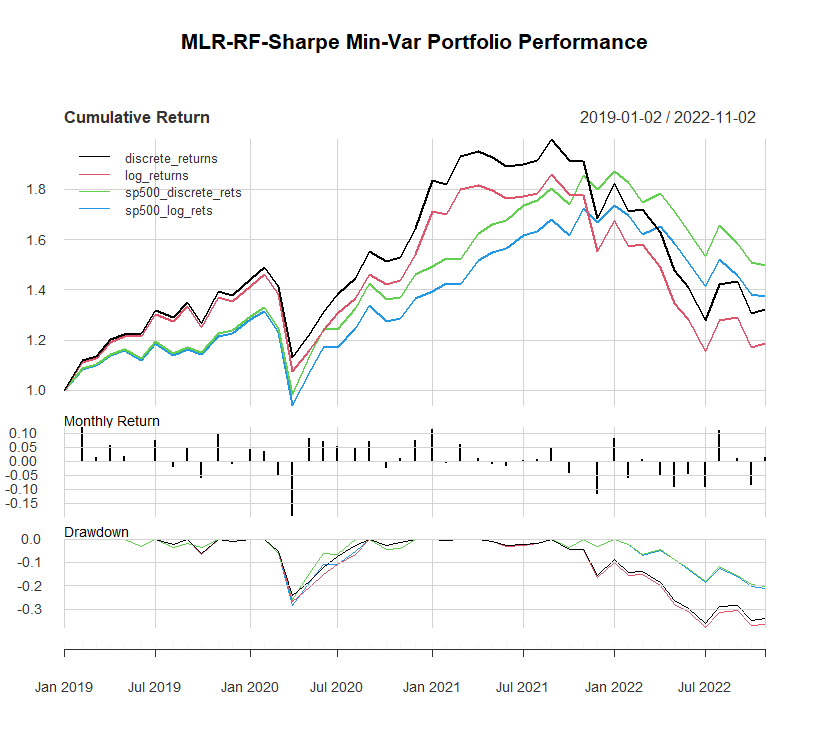 MLR-RF-Sharpe Min-Var Portfolio Performance
Cumulative Return 2019-01-02 / 2022-11-02
discrete_returns
log_returns
sp500_discrete_rets
sp500_log_rets
1.8
1.6
1.4
1.2
1.0
Monthly Return
0.10
0.05
0.00
-0.05
-0.10
-0.15
Drawdown
0.0
-0.1
-0.2
-0.3
Jan 2019 Jul 2019 Jan 2020 Jul 2020 Jan 2021 Jul 2021 Jan 2022 Jul 2022